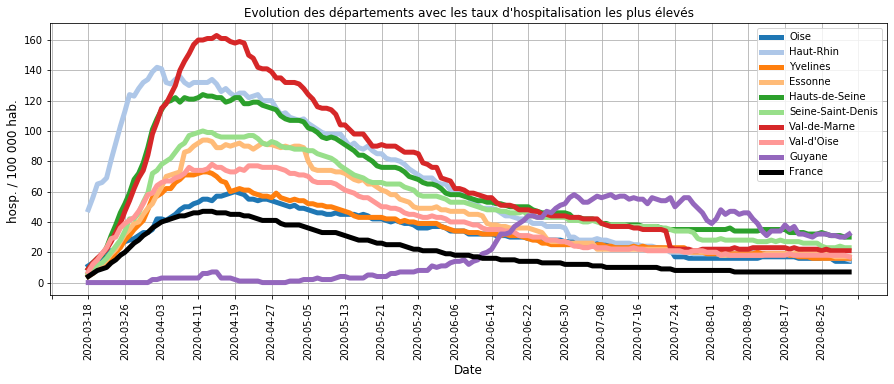 Evolution des départements avec les taux d'hospitalisation les plus élevés
hosp. / 100 000 hab.
160
140
120
100
80
60
40
20
0
Oise
Haut-Rhin
Yvelines
Essonne
Hauts-de-Seine
Seine-Saint-Denis
Val-de-Marne
Val-d'Oise
Guyane
France
2020-03-18
2020-03-26
2020-04-03
2020-04-11
2020-04-19
2020-04-27
2020-05-05
2020-05-13
2020-05-21
2020-05-29
2020-06-06
2020-06-14
2020-06-22
2020-06-30
2020-07-08
2020-07-16
2020-07-24
2020-08-01
2020-08-09
2020-08-17
2020-08-25
Date